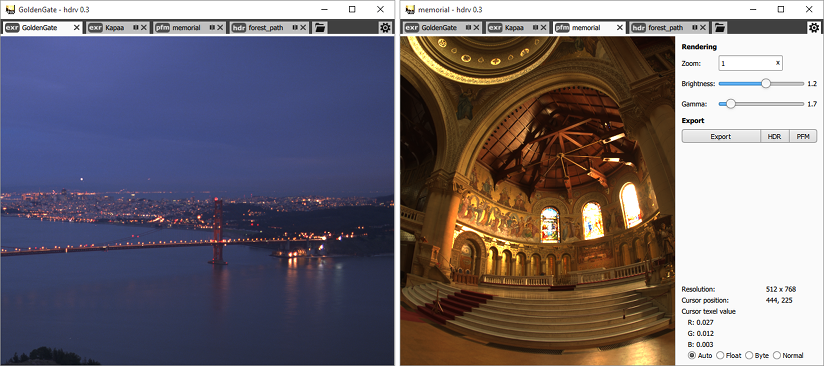 GoldenGate - hdrv 0.3
exr GoldenGate
exr Kapaa
pfm memorial
hdr forest_path
memorial - hdrv 0.3
exr GoldenGate
exr Kapaa
pfm memorial
hdr forest_path
Rendering
Zoom: 1 x
Brightness: 1.2
Gamma: 1.7
Export
Export HDR PFM
Resolution: 512 x 768
Cursor position: 444, 225
Cursor texel value
R: 0.027
G: 0.012
B: 0.003
Auto Float Byte Normal